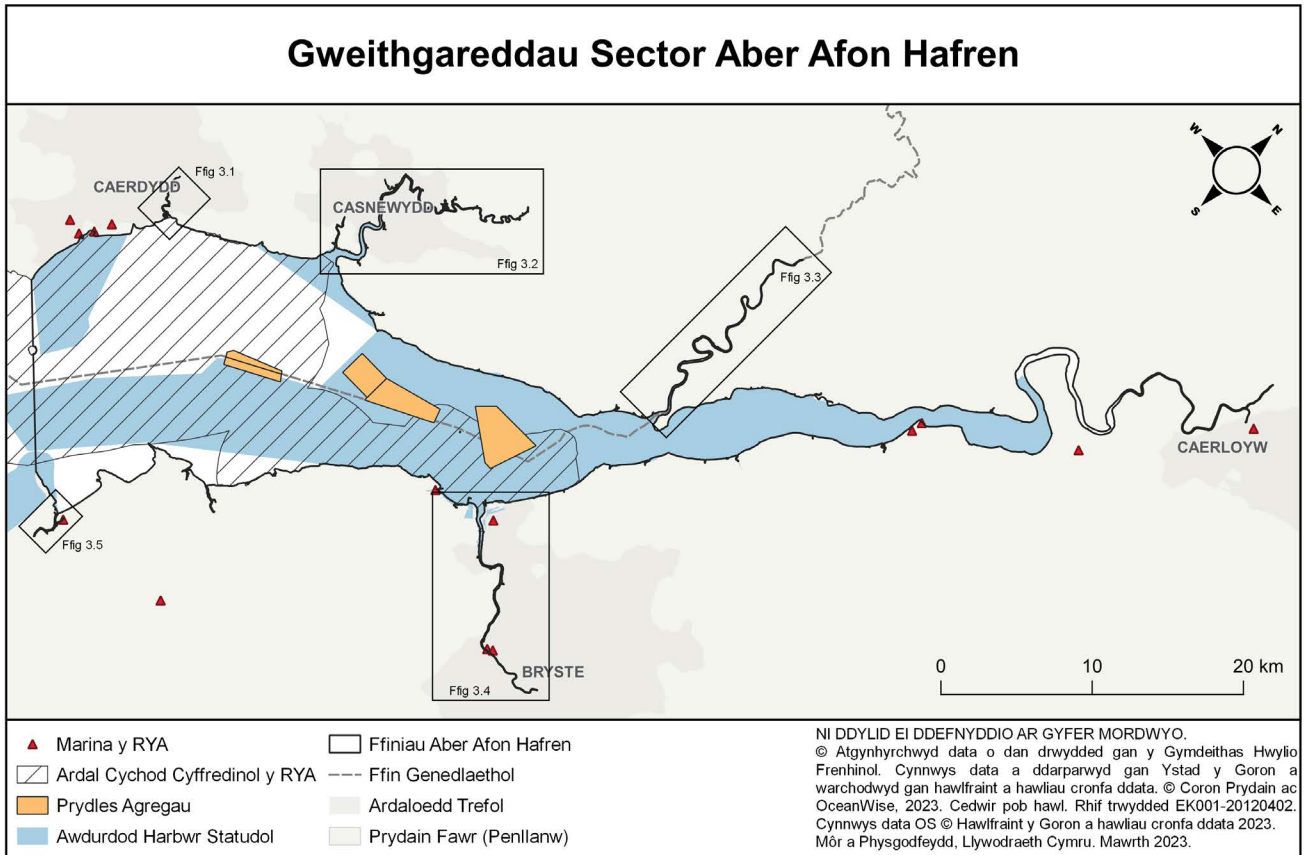 Gweithgareddau Sector Aber Afon Hafren
W
N
S
E
Ffig 3.1
CAERDYDD
CASNEWYDD
Ffig 3.2
Ffig 3.3
CAERLOYW
Ffig 3.5
BRYSTE
Ffig 3.4
0 10 20 km
Marina y RYA
Ardal Cychod Cyffredinol y RYA
Prydles Agregau
Awdurdod Harbwr Statudol
Ffiniau Aber Afon Hafren
Ffin Genedlaethol
Ardaloedd Trefol
Prydain Fawr (Penllanw)
NI DDYLID EI DDEFNYDDIO AR GYFER MORDWYO.
© Atgynhyrchwyd data o dan drwydded gan y Gymdeithas Hwylio
Frenhinol. Cynnwys data a ddarparwyd gan Ystad y Goron a
warchodwyd gan hawlfraint a hawliau cronfa ddata. © Coron Prydain ac
OceanWise, 2023. Cedwir pob hawl. Rhif trwydded EK001-20120402.
Cynnwys data OS © Hawlfraint y Goron a hawliau cronfa ddata 2023.
Môr a Physgodfeydd, Llywodraeth Cymru. Mawrth 2023.